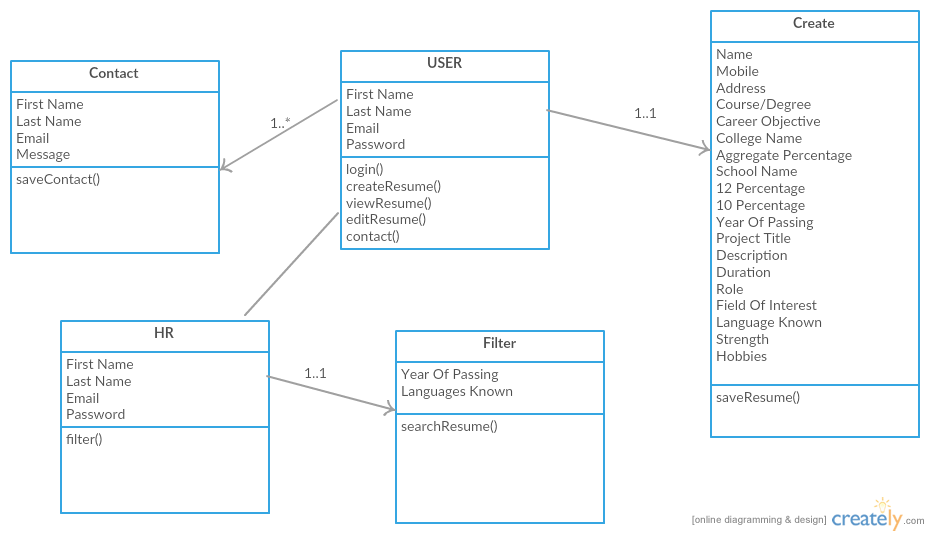 Contact
First Name
Last Name
Email
Message
saveContact()
1..*
USER
First Name
Last Name
Email
Password
login()
createResume()
viewResume()
editResume()
contact()
1..1
Create
Name
Mobile
Address
Course/Degree
Career Objective
College Name
Aggregate Percentage
School Name
12 Percentage
10 Percentage
Year Of Passing
Project Title
Description
Duration
Role
Field Of Interest
Language Known
Strength
Hobbies
saveResume()
HR
First Name
Last Name
Email
Password
filter()
1..1
Filter
Year Of Passing
Languages Known
searchResume()
[online diagramming & design] creately.com